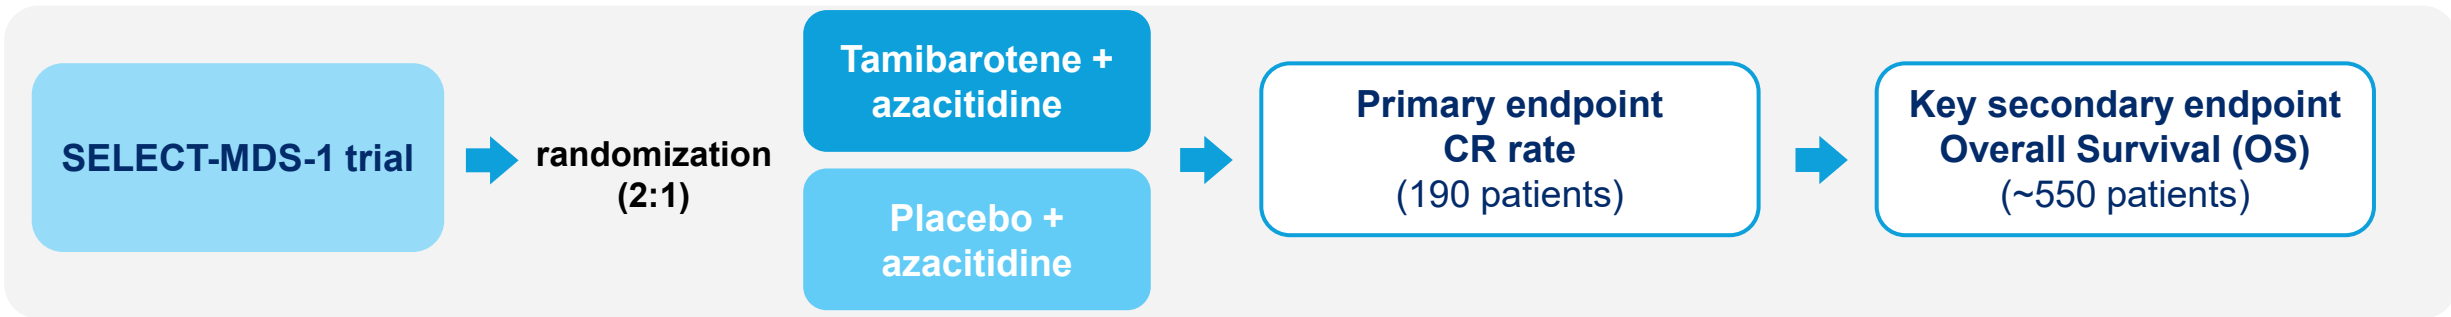 SELECT-MDS-1 trial
randomization
(2:1)
Tamibarotene +
azacitidine
Placebo +
azacitidine
Primary endpoint
CR rate
(190 patients)
Key secondary endpoint
Overall Survival (OS)
(~550 patients)